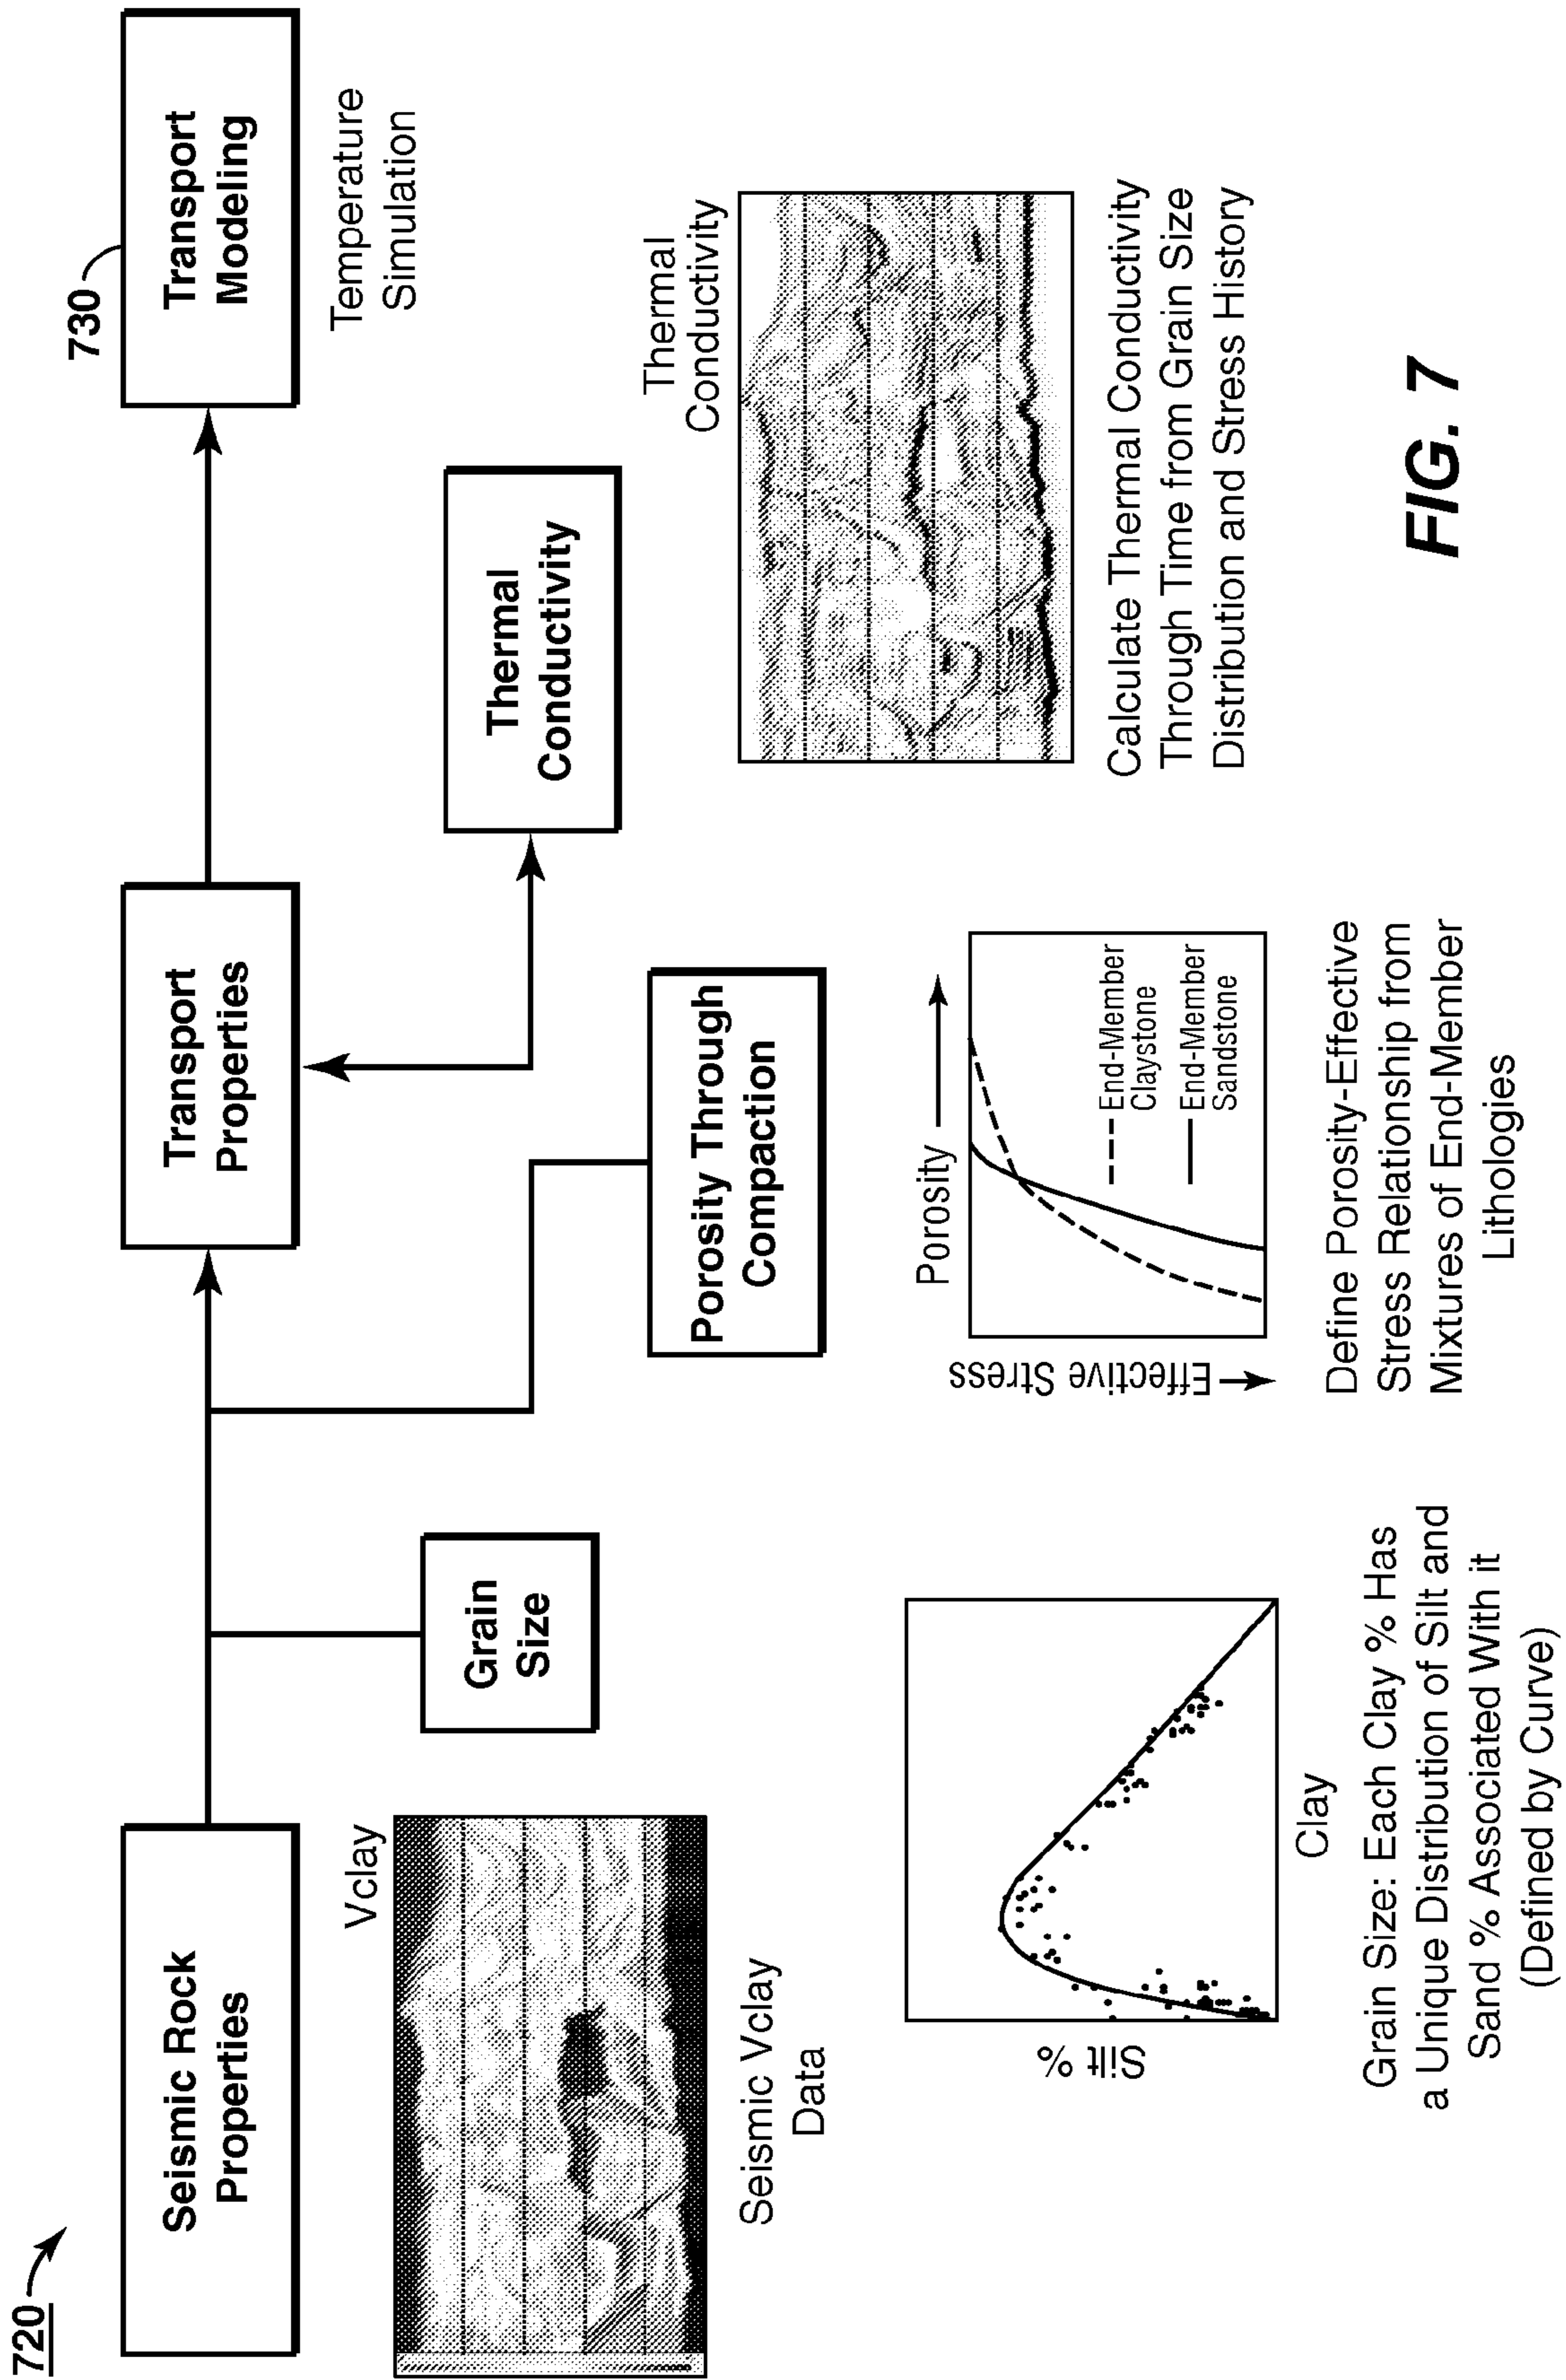 720
Seismic Rock
Properties
Transport
Properties
730
Transport
Modeling
Temperature
Simulation
Grain
Size
Porosity Through
Compaction
Thermal
Conductivity
Vclay
Seismic Vclay
Data
Silt %
Clay
Grain Size: Each Clay % Has
a Unique Distribution of Silt and
Sand % Associated With it
(Defined by Curve)
Porosity
Effective Stress
End-Member
Claystone
End-Member
Sandstone
Define Porosity-Effective
Stress Relationship from
Mixtures of End-Member
Lithologies
Thermal
Conductivity
Calculate Thermal Conductivity
Through Time from Grain Size
Distribution and Stress History
FIG. 7